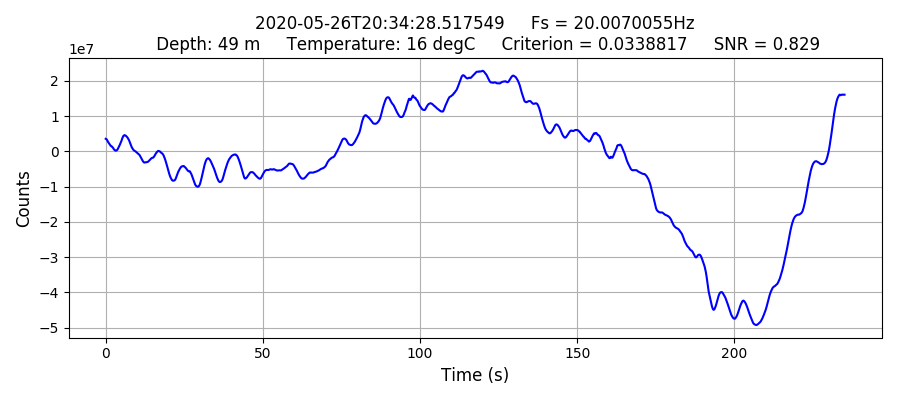 2020-05-26T20:34:28.517549 Fs = 20.0070055Hz
Depth: 49 m Temperature: 16 degC Criterion = 0.0338817 SNR = 0.829
1e7
2
1
0
−1
−2
−3
−4
−5
Counts
0 50 100 150 200
Time (s)